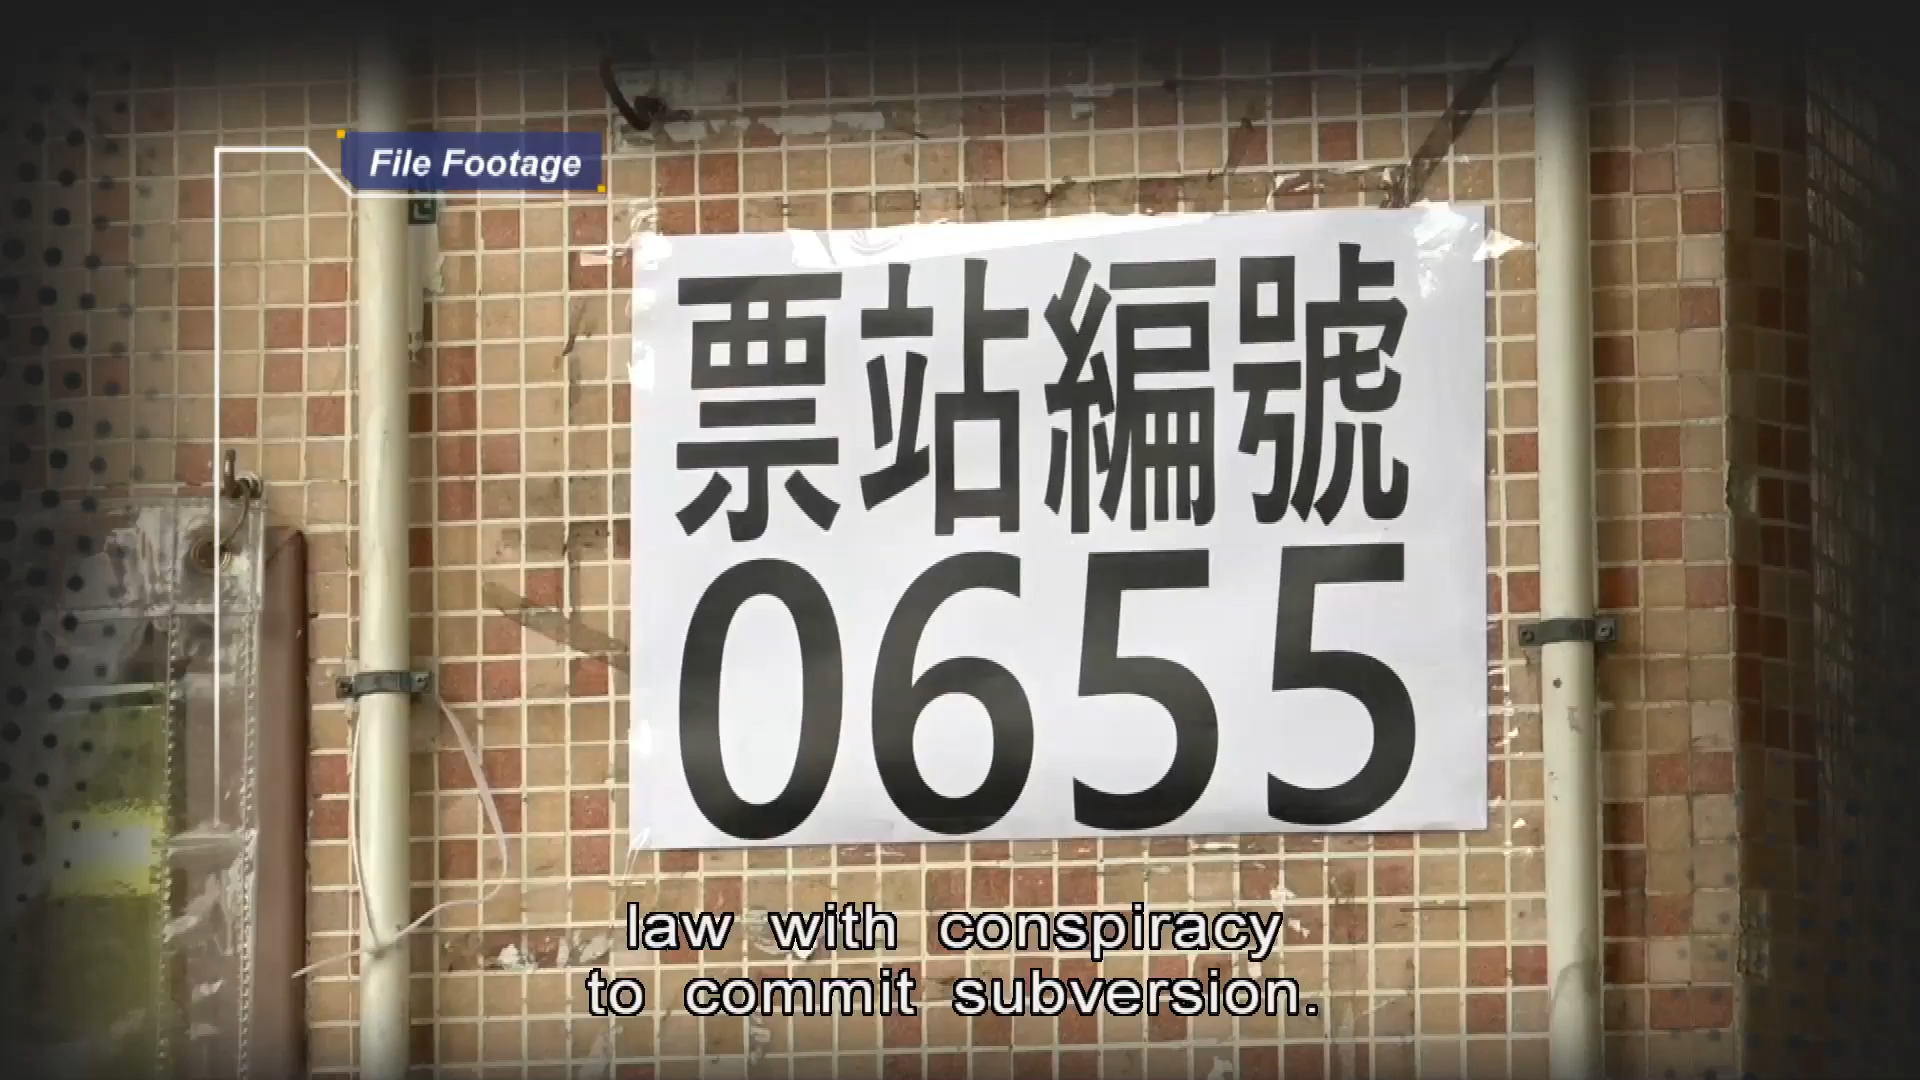 File Footage
票站編號
0655
law with conspiracy
to commit subversion.